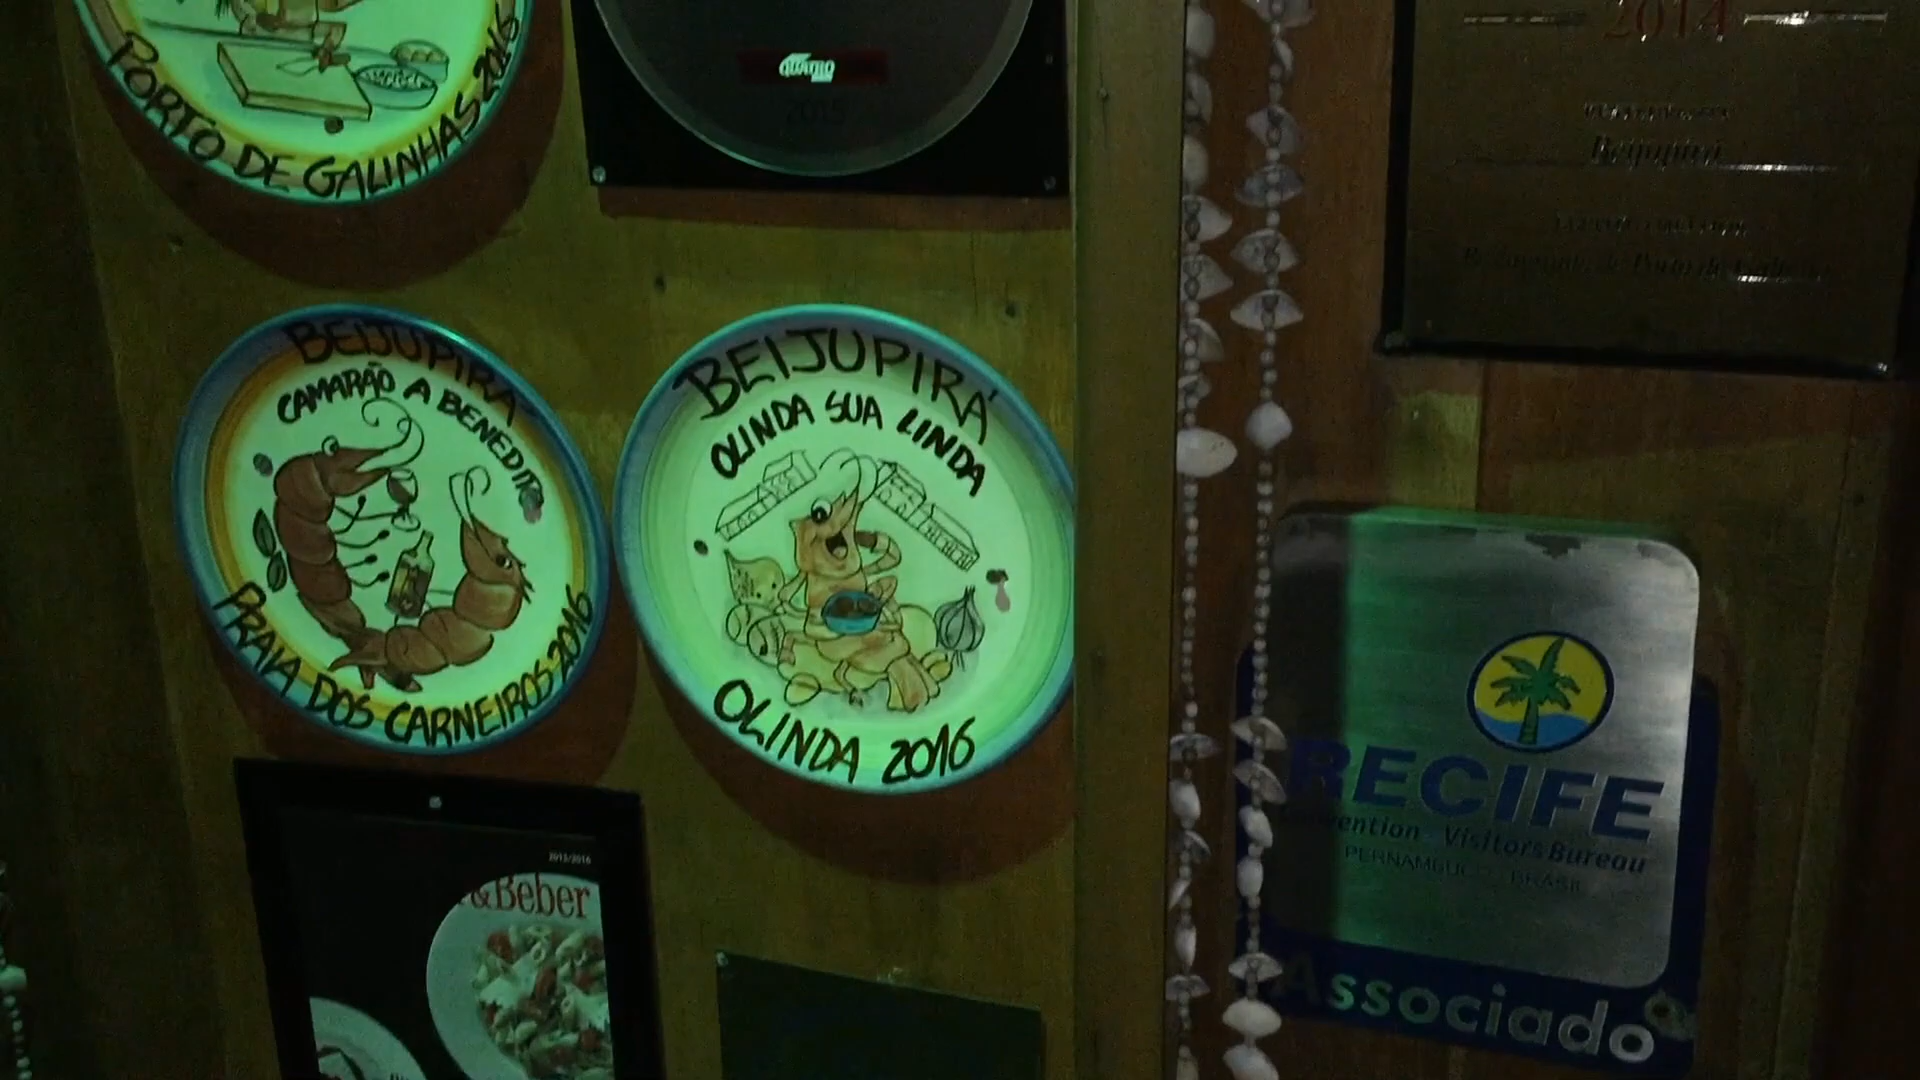 PORTO DE GALINHAS 2016
QUATRO
2015
2014
Beijupirá
BEIJUPIRÁ
CAMARÃO A BENEDITO
PRAIA DOS CARNEIROS 2016
BEIJUPIRÁ
OLINDA SUA LINDA
OLINDA 2016
RECIFE
Convention Visitors Bureau
PERNAMBUCO - BRASIL
Associado
2015/2016
&Beber